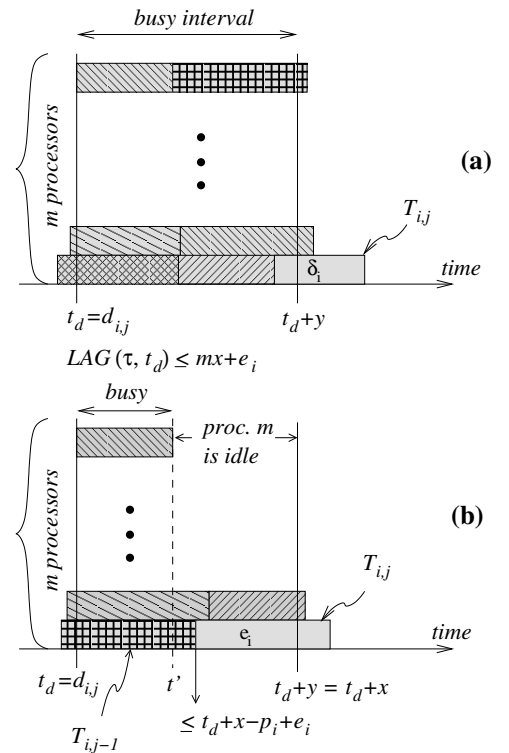 busy interval
m processors
(a)
T_{i,j}
δ_i
time
t_d=d_{i,j}
t_d+y
LAG (τ, t_d) ≤ mx+e_i
busy
proc. m
is idle
m processors
(b)
T_{i,j}
e_i
time
t_d=d_{i,j}
t'
t_d+y = t_d+x
≤ t_d+x−p_i+e_i
T_{i,j−1}